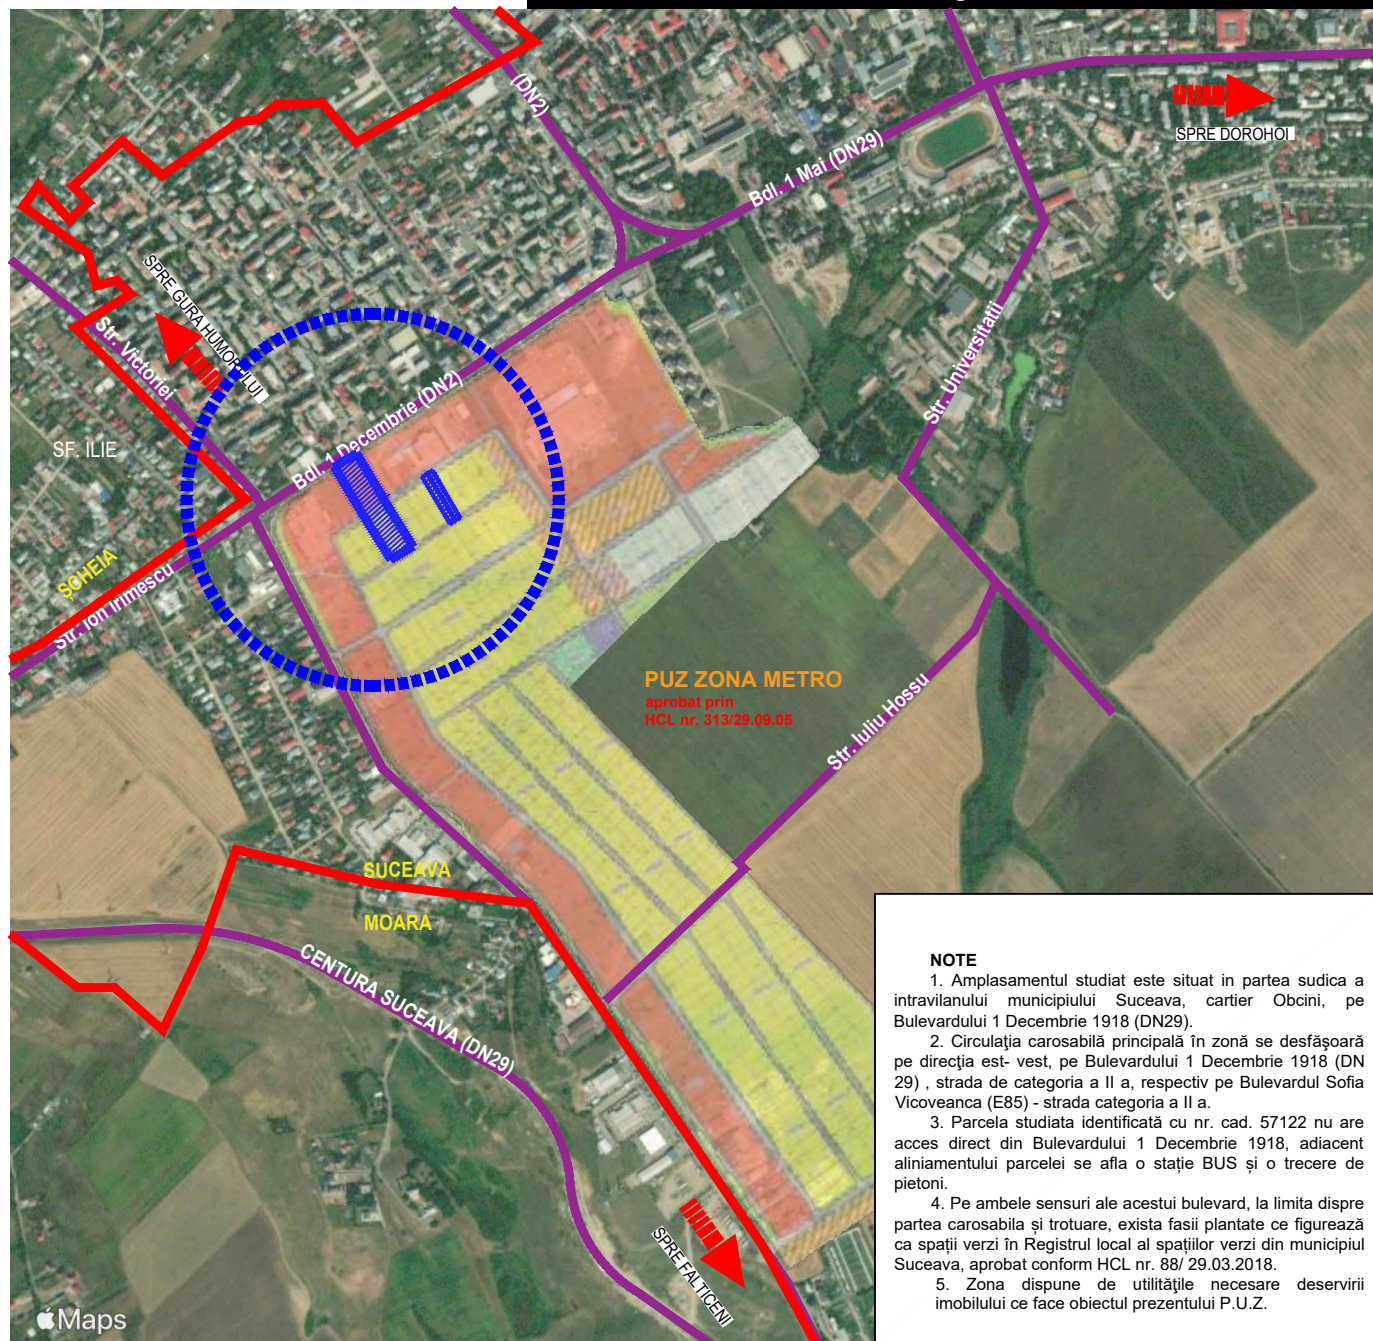 (DN2)
Bdl. 1 Mai (DN29)
SPRE DOROHOI
SPRE GURA HUMORULUI
Str. Victoriei
Bdl. 1 Decembrie (DN2)
Str. Universitatii
SF. ILIE
ȘCHEIA
Str. Ion Irimescu
PUZ ZONA METRO
aprobat prin
HCL nr. 313/29.09.05
Str. Iuliu Hossu
SUCEAVA
MOARA
CENTURA SUCEAVA (DN29)
SPRE FALTICENI
Maps
NOTE
1. Amplasamentul studiat este situat in partea sudica a
intravilanului municipiului Suceava, cartier Obcini, pe
Bulevardului 1 Decembrie 1918 (DN29).
2. Circulaţia carosabilă principală în zonă se desfăşoară
pe direcţia est- vest, pe Bulevardului 1 Decembrie 1918 (DN
29) , strada de categoria a II a, respectiv pe Bulevardul Sofia
Vicoveanca (E85) - strada categoria a II a.
3. Parcela studiata identificată cu nr. cad. 57122 nu are
acces direct din Bulevardului 1 Decembrie 1918, adiacent
aliniamentului parcelei se afla o stație BUS și o trecere de
pietoni.
4. Pe ambele sensuri ale acestui bulevard, la limita dispre
partea carosabila și trotuare, exista fasii plantate ce figurează
ca spații verzi în Registrul local al spațiilor verzi din municipiul
Suceava, aprobat conform HCL nr. 88/ 29.03.2018.
5. Zona dispune de utilităţile necesare deservirii
imobilului ce face obiectul prezentului P.U.Z.